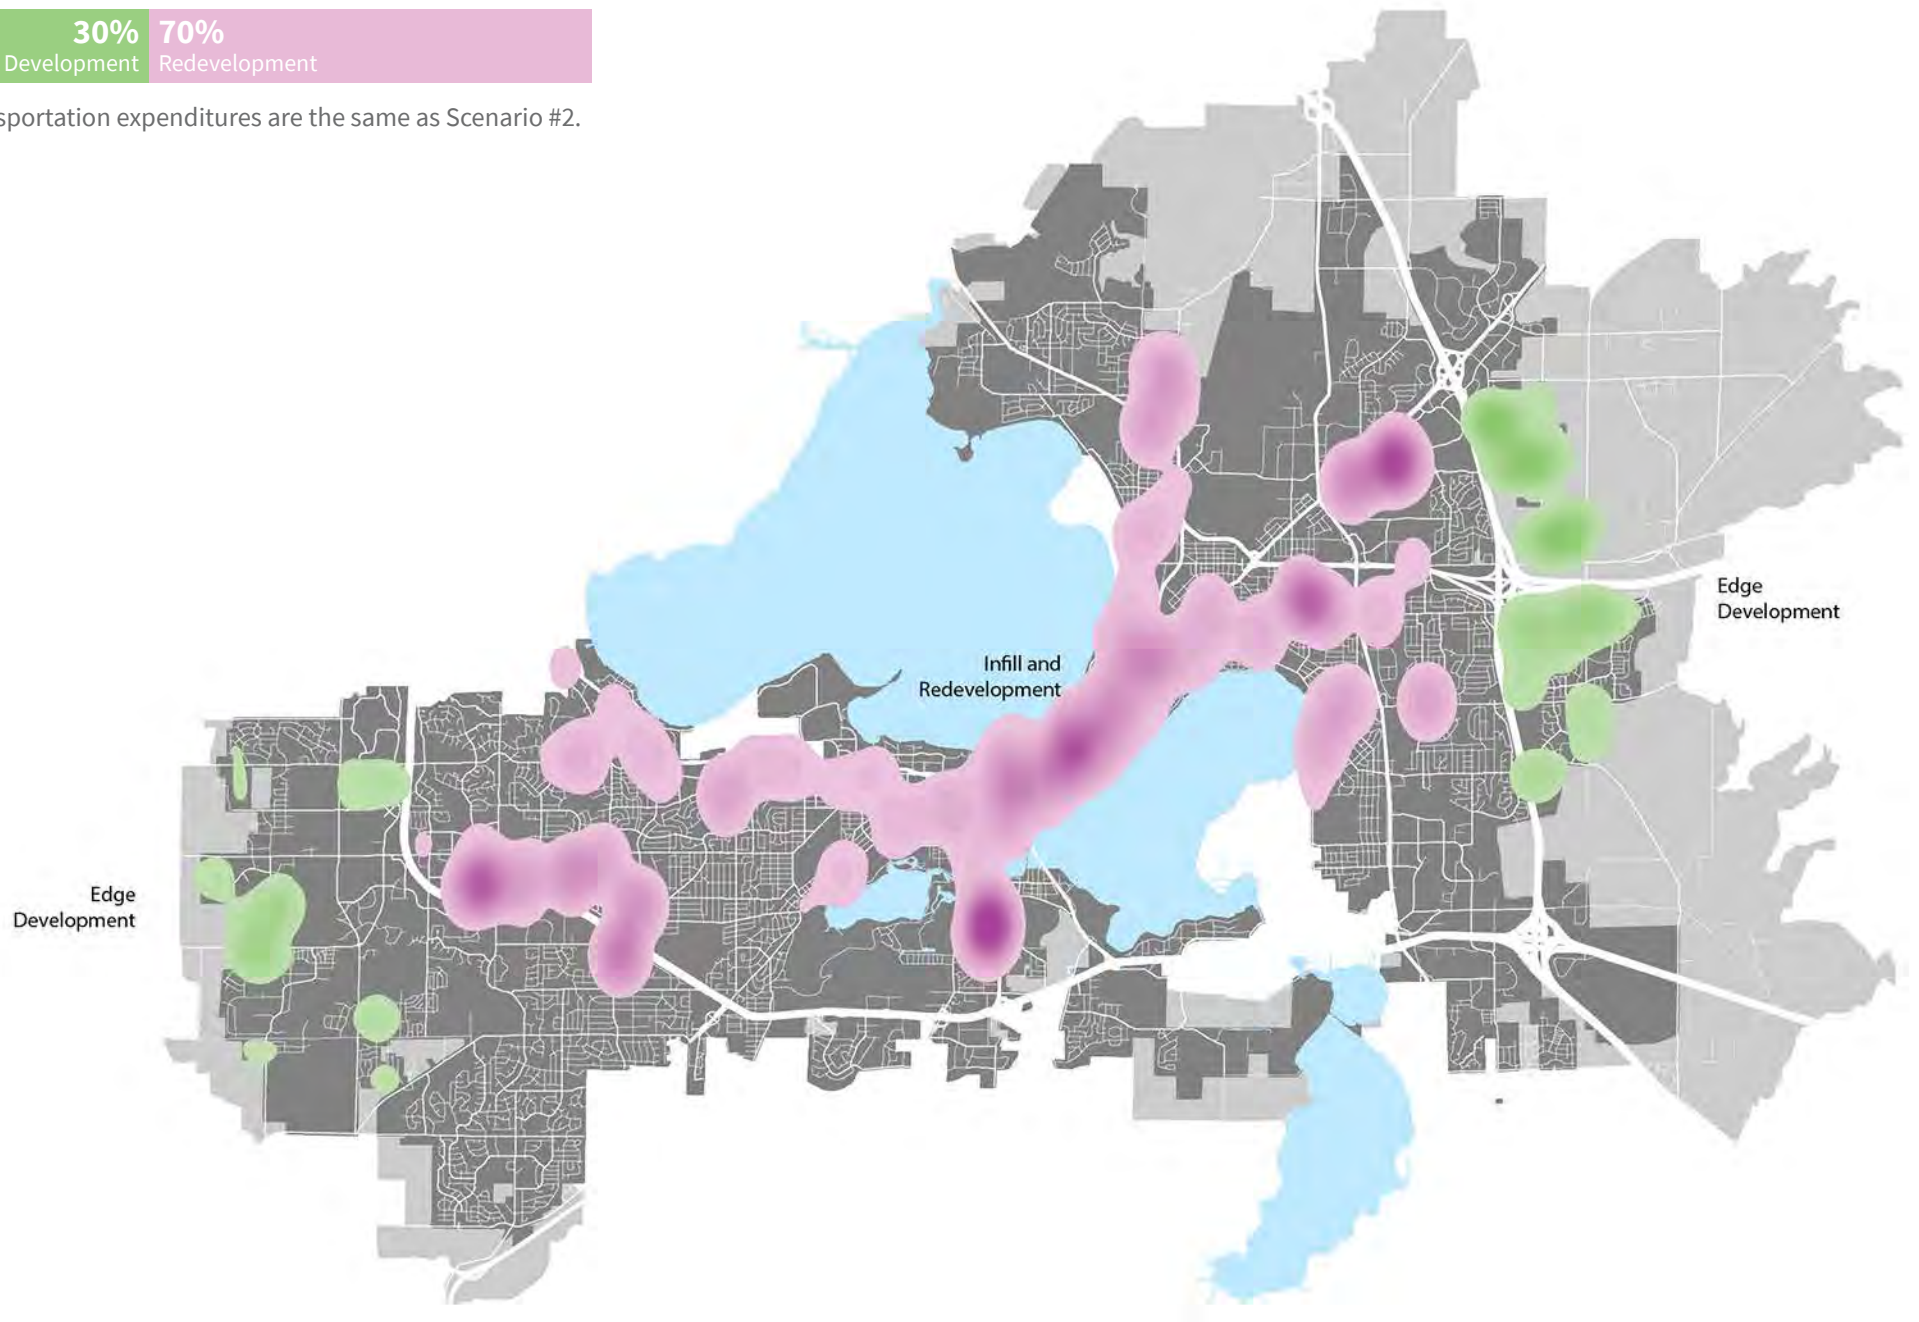 30% 70%
Development Redevelopment
sportation expenditures are the same as Scenario #2.
Edge
Development
Infill and
Redevelopment
Edge
Development